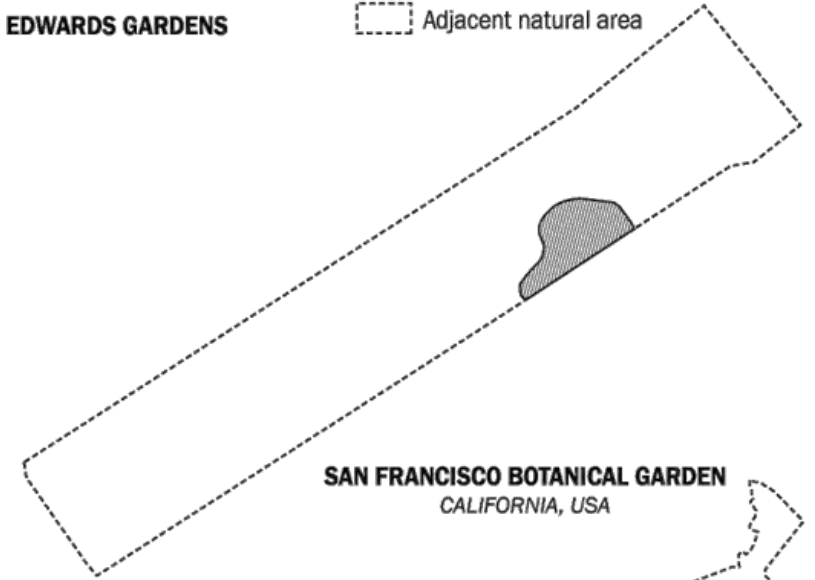 EDWARDS GARDENS
Adjacent natural area
SAN FRANCISCO BOTANICAL GARDEN
CALIFORNIA, USA